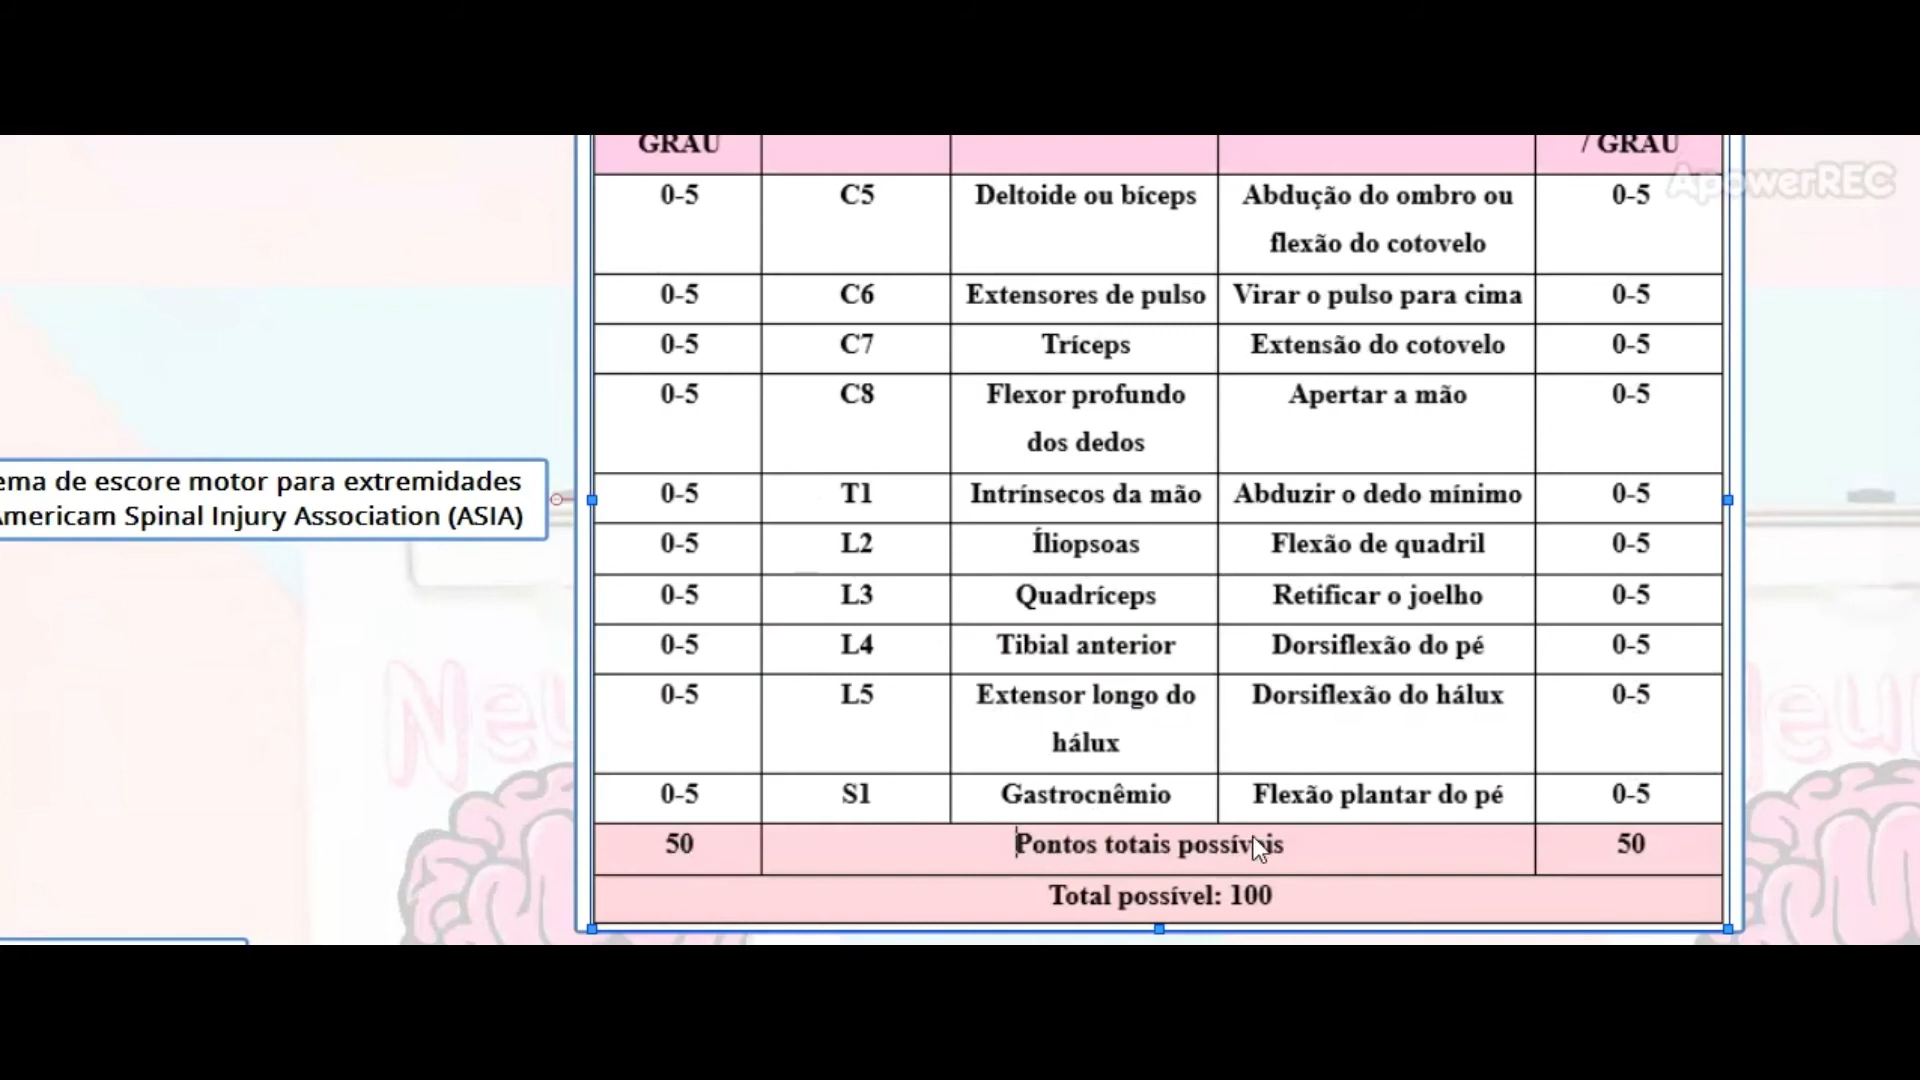 GRAU / GRAU
ApowerREC
0-5 C5 Deltoide ou bíceps Abdução do ombro ou 0-5
flexão do cotovelo
0-5 C6 Extensores de pulso Virar o pulso para cima 0-5
0-5 C7 Tríceps Extensão do cotovelo 0-5
0-5 C8 Flexor profundo Apertar a mão 0-5
dos dedos
ema de escore motor para extremidades
Americam Spinal Injury Association (ASIA)
0-5 T1 Intrínsecos da mão Abduzir o dedo mínimo 0-5
0-5 L2 Íliopsoas Flexão de quadril 0-5
0-5 L3 Quadríceps Retificar o joelho 0-5
0-5 L4 Tibial anterior Dorsiflexão do pé 0-5
0-5 L5 Extensor longo do Dorsiflexão do hálux 0-5
hálux
0-5 S1 Gastrocnêmio Flexão plantar do pé 0-5
50 Pontos totais possíveis 50
Total possível: 100
Neu
eu